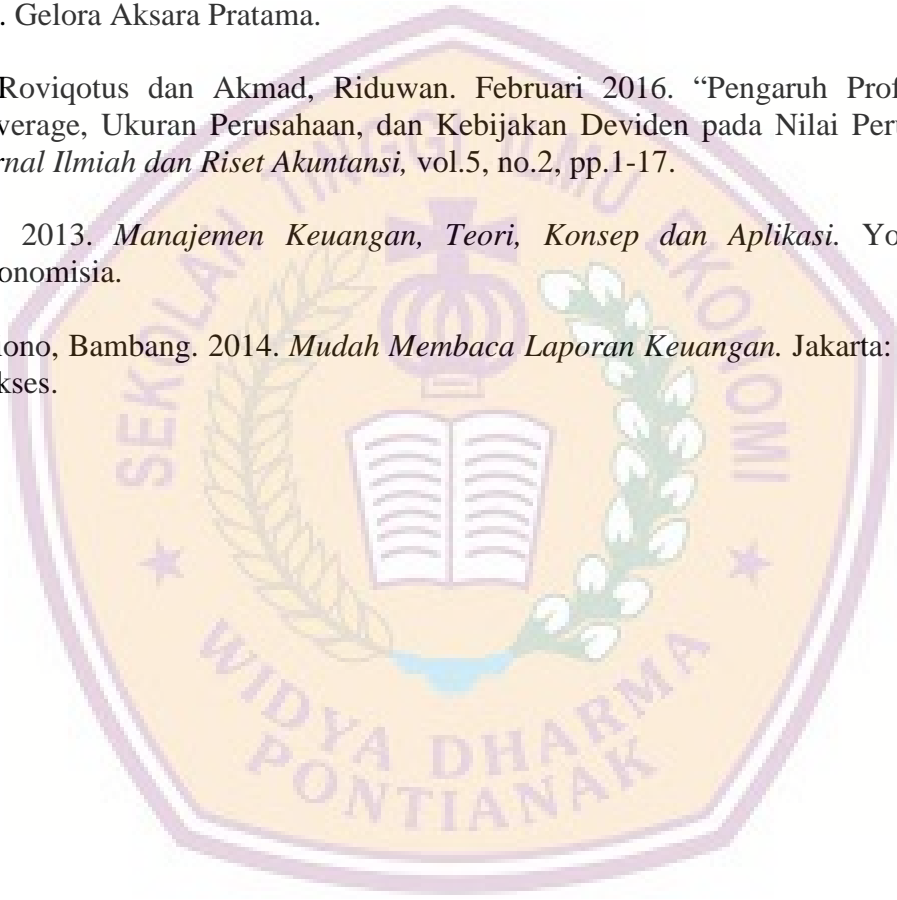 . Gelora Aksara Pratama.
Roviqotus dan Akmad, Riduwan. Februari 2016. “Pengaruh Prof
verage, Ukuran Perusahaan, dan Kebijakan Deviden pada Nilai Per
rnal Ilmiah dan Riset Akuntansi, vol.5, no.2, pp.1-17.
2013. Manajemen Keuangan, Teori, Konsep dan Aplikasi. Yo
onomisia.
iono, Bambang. 2014. Mudah Membaca Laporan Keuangan. Jakarta:
kses.
SEKOLAH TINGGI ILMU EKONOMI
WIDYA DHARMA
PONTIANAK